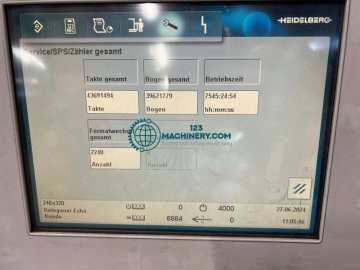 HEIDELBERG
Service/SPS/Zähler gesamt
Takte gesamt Bogen gesamt Betriebszeit
43691494 39621779 7545:24:54
Takte Bogen hh:mm:ss
Formatwechsel
gesamt
123
MACHINERY.COM
2240
Anzahl Anzahl
240x320 0 4000 27.06.2024
Kunde 6864 0 11:05:46